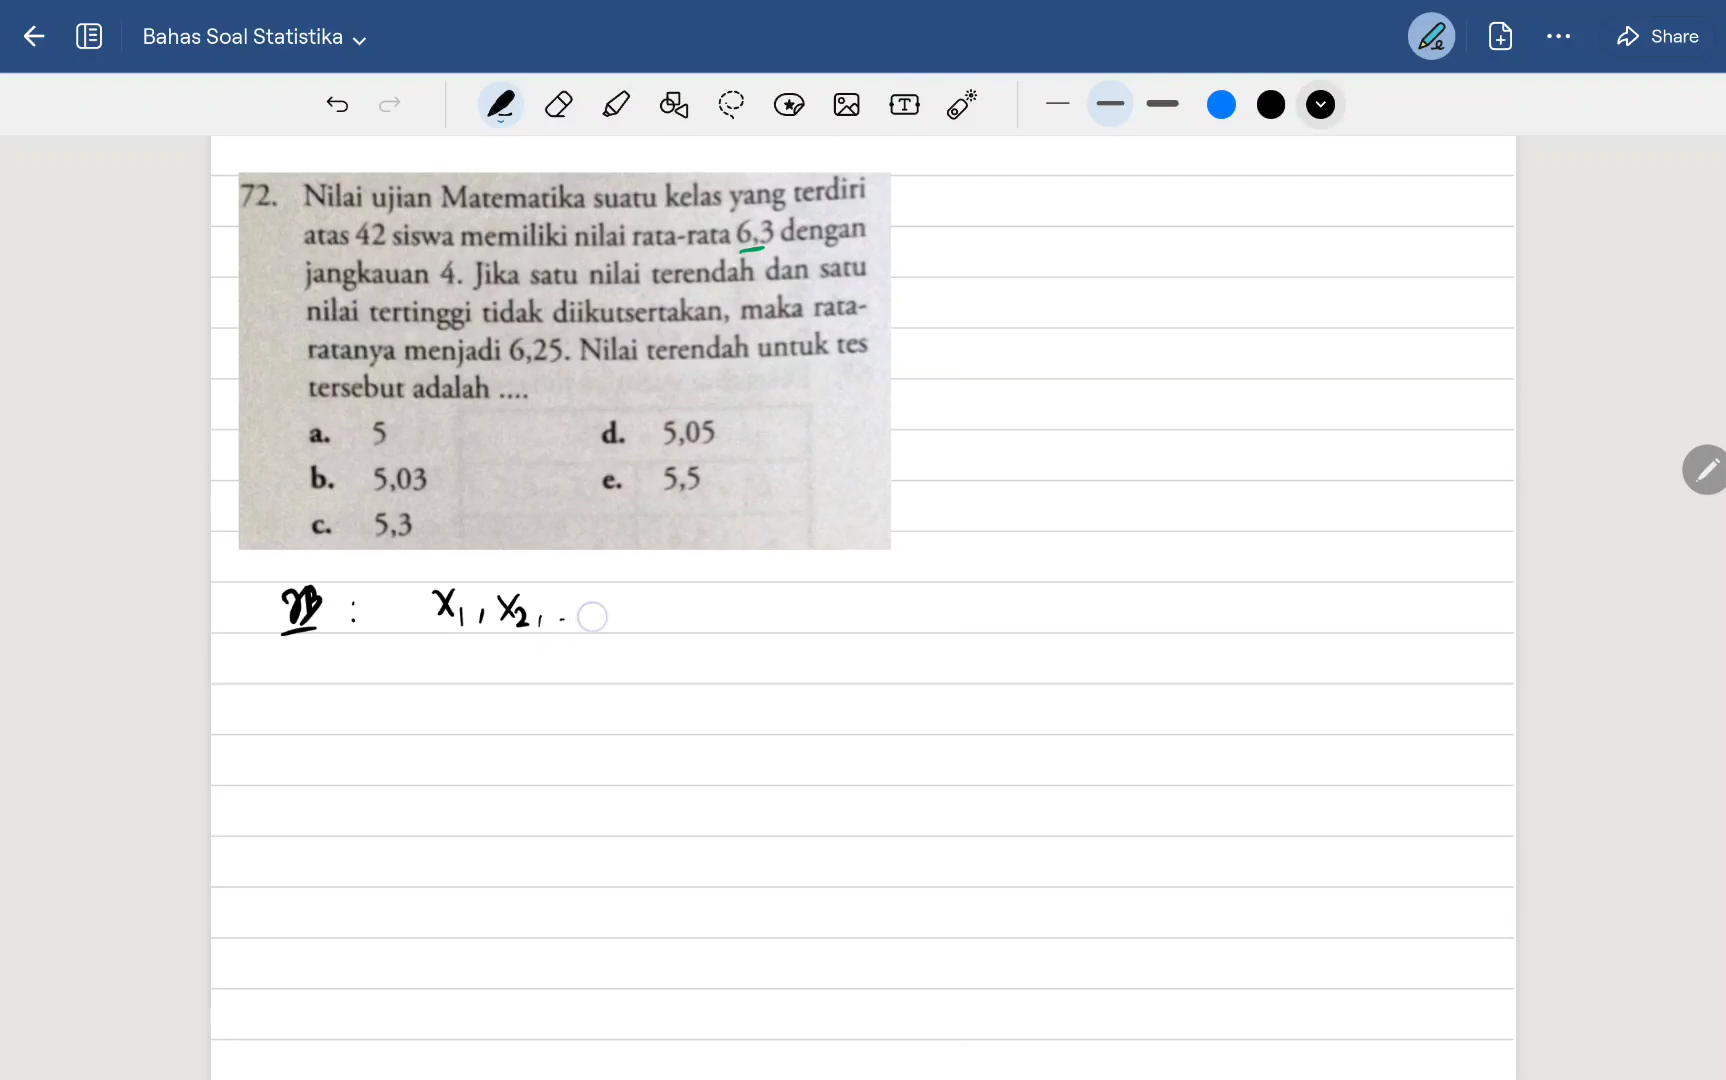 Bahas Soal Statistika
Share
72. Nilai ujian Matematika suatu kelas yang terdiri
atas 42 siswa memiliki nilai rata-rata 6,3 dengan
jangkauan 4. Jika satu nilai terendah dan satu
nilai tertinggi tidak diikutsertakan, maka rata-
ratanya menjadi 6,25. Nilai terendah untuk tes
tersebut adalah ....
a. 5 d. 5,05
b. 5,03 e. 5,5
c. 5,3
: X₁, X₂, .